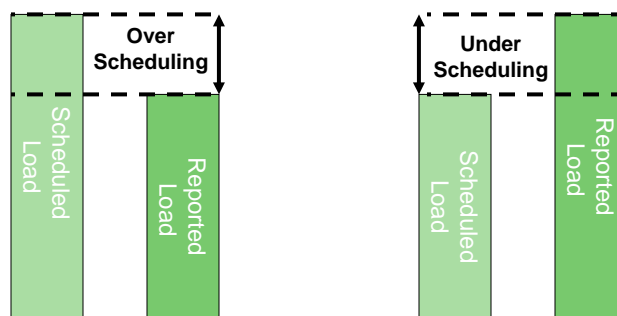 Over
Scheduling
Scheduled
Load
Reported
Load
Under
Scheduling
Scheduled
Load
Reported
Load